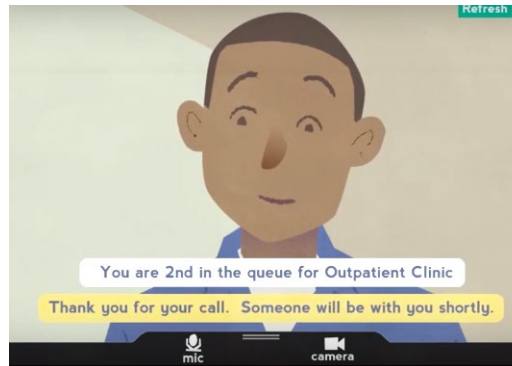 Refresh
You are 2nd in the queue for Outpatient Clinic
Thank you for your call. Someone will be with you shortly.
mic
camera